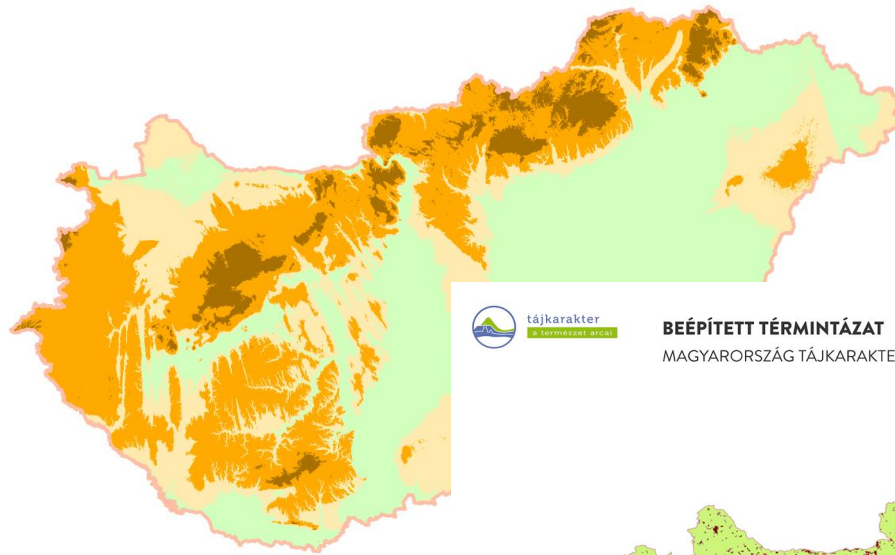 tájkarakter
a természet arcai
BEÉPÍTETT TÉRMINTÁZAT
MAGYARORSZÁG TÁJKARAKTE